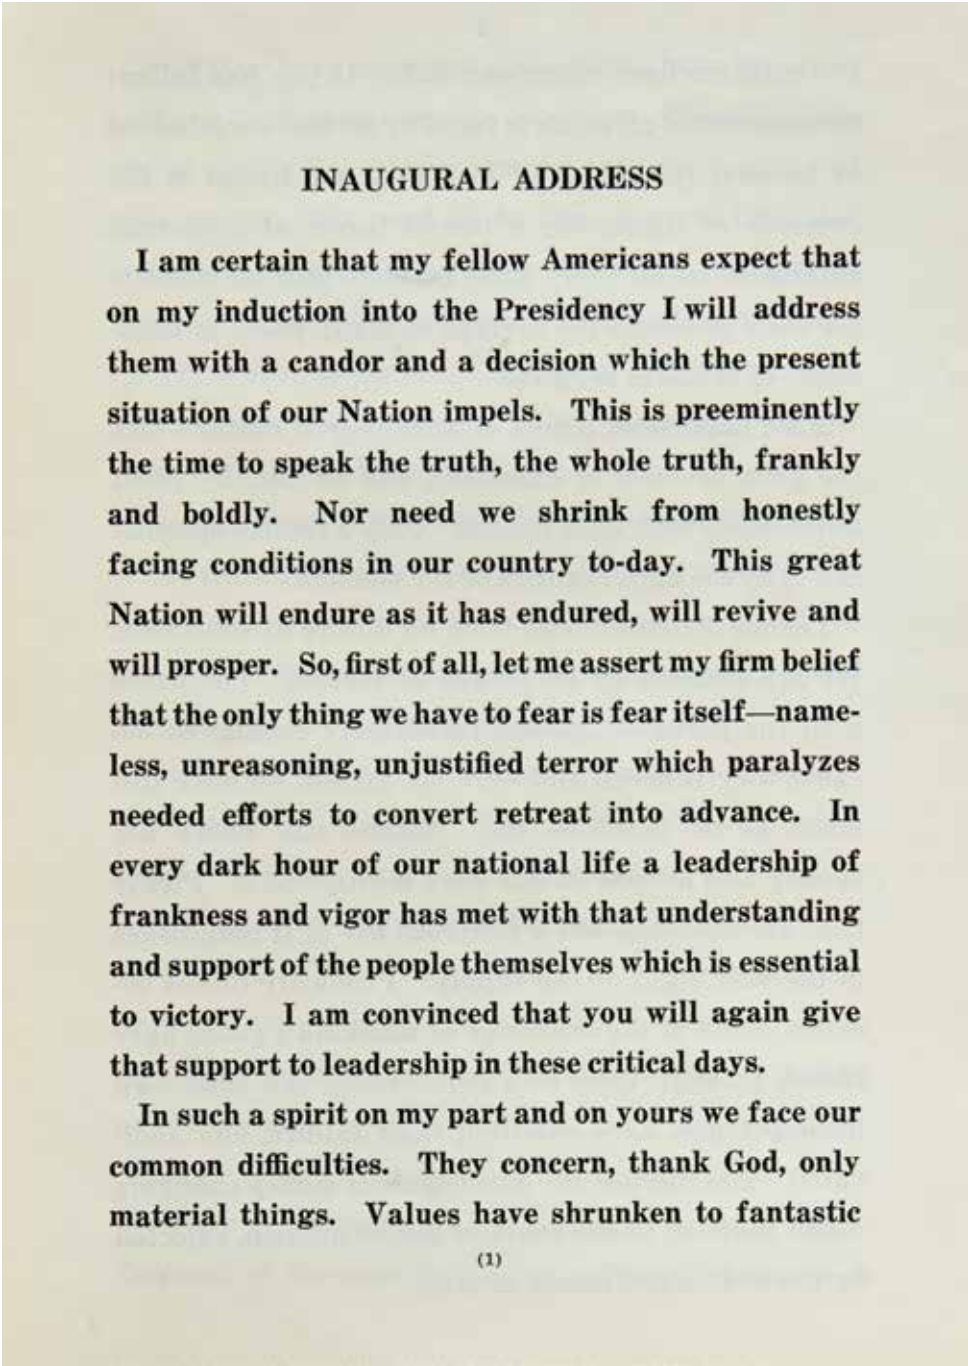 INAUGURAL ADDRESS
I am certain that my fellow Americans expect that
on my induction into the Presidency I will address
them with a candor and a decision which the present
situation of our Nation impels. This is preeminently
the time to speak the truth, the whole truth, frankly
and boldly. Nor need we shrink from honestly
facing conditions in our country to-day. This great
Nation will endure as it has endured, will revive and
will prosper. So, first of all, let me assert my firm belief
that the only thing we have to fear is fear itself—name-
less, unreasoning, unjustified terror which paralyzes
needed efforts to convert retreat into advance. In
every dark hour of our national life a leadership of
frankness and vigor has met with that understanding
and support of the people themselves which is essential
to victory. I am convinced that you will again give
that support to leadership in these critical days.
In such a spirit on my part and on yours we face our
common difficulties. They concern, thank God, only
material things. Values have shrunken to fantastic
(1)